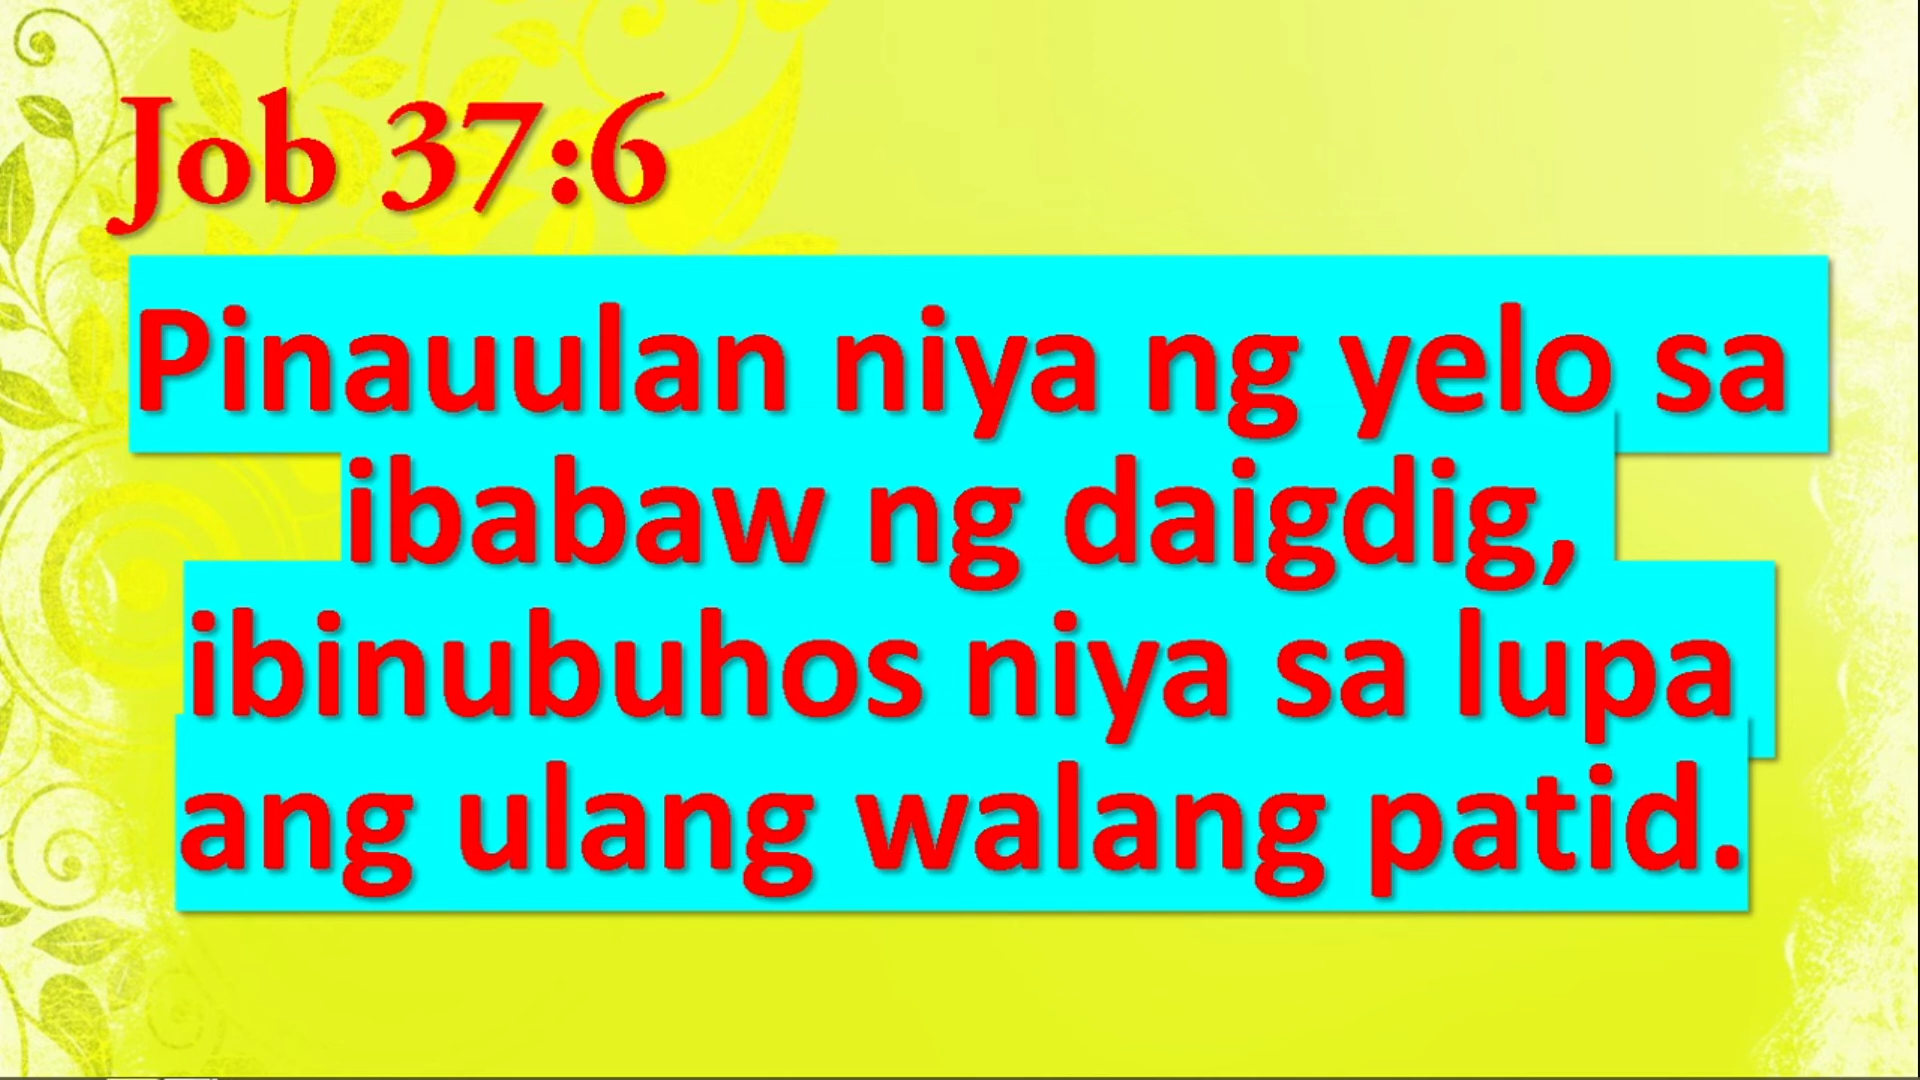 Job 37:6
Pinauulan niya ng yelo sa
ibabaw ng daigdig,
ibinubuhos niya sa lupa
ang ulang walang patid.